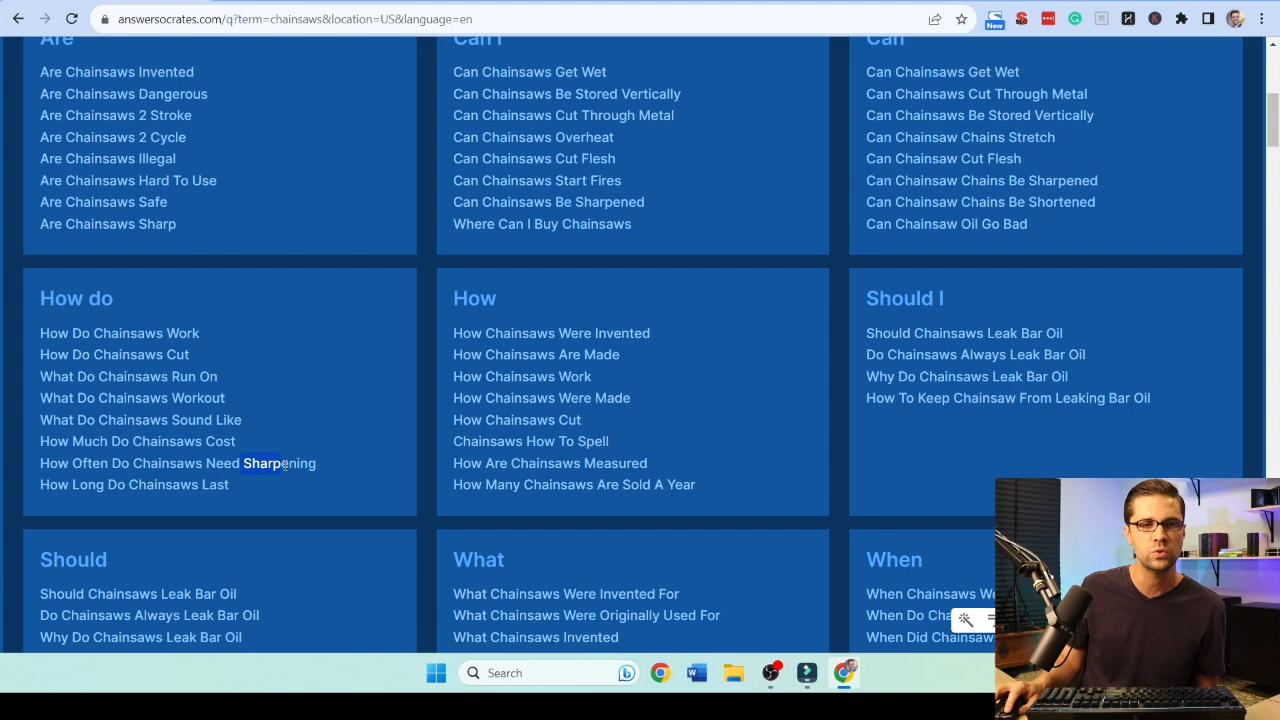 answersocrates.com/q?term=chainsaws&location=US&language=en
New
Are
Are Chainsaws Invented
Are Chainsaws Dangerous
Are Chainsaws 2 Stroke
Are Chainsaws 2 Cycle
Are Chainsaws Illegal
Are Chainsaws Hard To Use
Are Chainsaws Safe
Are Chainsaws Sharp
Can I
Can Chainsaws Get Wet
Can Chainsaws Be Stored Vertically
Can Chainsaws Cut Through Metal
Can Chainsaws Overheat
Can Chainsaws Cut Flesh
Can Chainsaws Start Fires
Can Chainsaws Be Sharpened
Where Can I Buy Chainsaws
Can
Can Chainsaws Get Wet
Can Chainsaws Cut Through Metal
Can Chainsaws Be Stored Vertically
Can Chainsaw Chains Stretch
Can Chainsaw Cut Flesh
Can Chainsaw Chains Be Sharpened
Can Chainsaw Chains Be Shortened
Can Chainsaw Oil Go Bad
How do
How Do Chainsaws Work
How Do Chainsaws Cut
What Do Chainsaws Run On
What Do Chainsaws Workout
What Do Chainsaws Sound Like
How Much Do Chainsaws Cost
How Often Do Chainsaws Need Sharpening
How Long Do Chainsaws Last
How
How Chainsaws Were Invented
How Chainsaws Are Made
How Chainsaws Work
How Chainsaws Were Made
How Chainsaws Cut
Chainsaws How To Spell
How Are Chainsaws Measured
How Many Chainsaws Are Sold A Year
Should I
Should Chainsaws Leak Bar Oil
Do Chainsaws Always Leak Bar Oil
Why Do Chainsaws Leak Bar Oil
How To Keep Chainsaw From Leaking Bar Oil
Should
Should Chainsaws Leak Bar Oil
Do Chainsaws Always Leak Bar Oil
Why Do Chainsaws Leak Bar Oil
What
What Chainsaws Were Invented For
What Chainsaws Were Originally Used For
What Chainsaws Invented
When
When Chainsaws We
When Do Cha
When Did Chainsaw
Search